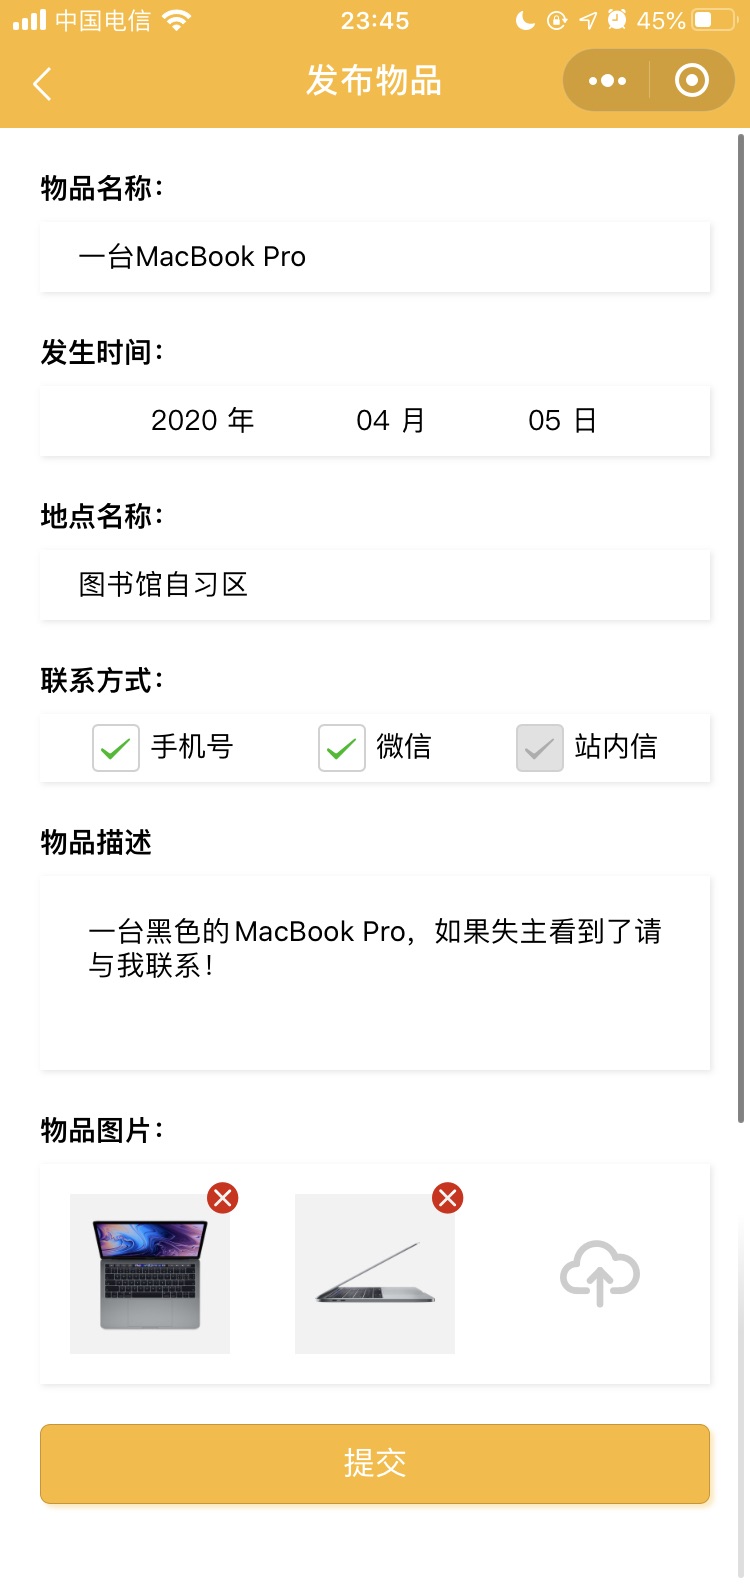 中国电信 23:45 45%
发布物品
物品名称：
一台MacBook Pro
发生时间：
2020 年 04 月 05 日
地点名称：
图书馆自习区
联系方式：
手机号 微信 站内信
物品描述
一台黑色的MacBook Pro，如果失主看到了请
与我联系！
物品图片：
提交